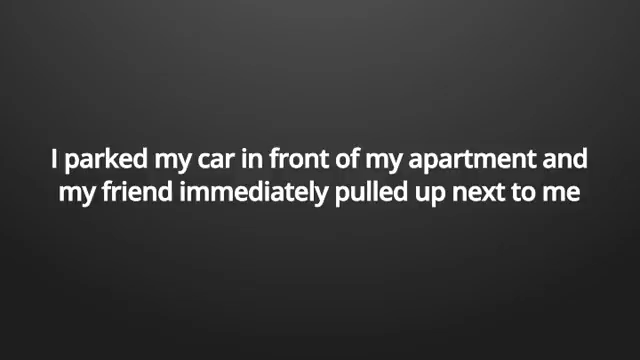 I parked my car in front of my apartment and
my friend immediately pulled up next to me